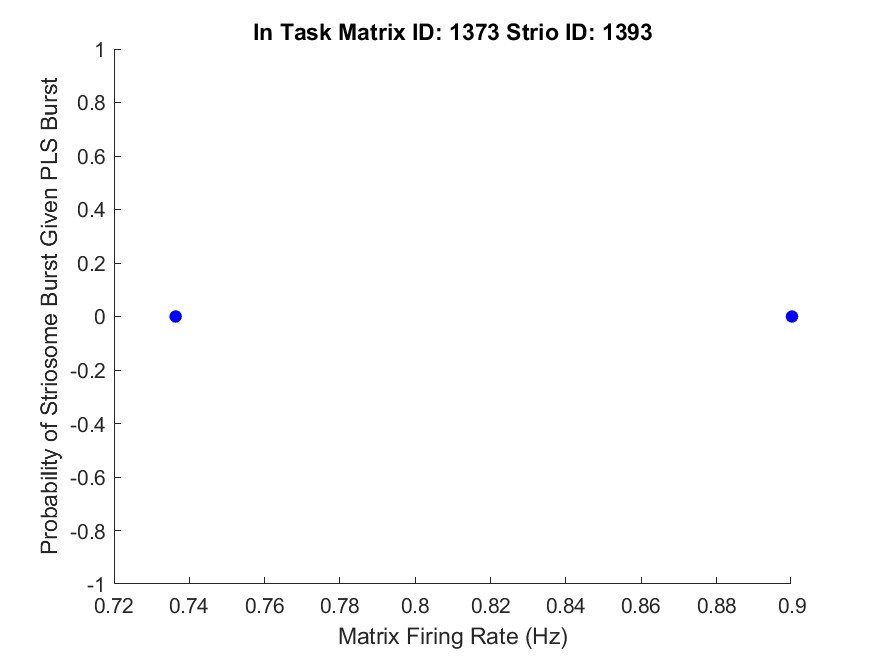 In Task Matrix ID: 1373 Strio ID: 1393
Probability of Striosome Burst Given PLS Burst
1
0.8
0.6
0.4
0.2
0
-0.2
-0.4
-0.6
-0.8
-1
0.72 0.74 0.76 0.78 0.8 0.82 0.84 0.86 0.88 0.9
Matrix Firing Rate (Hz)